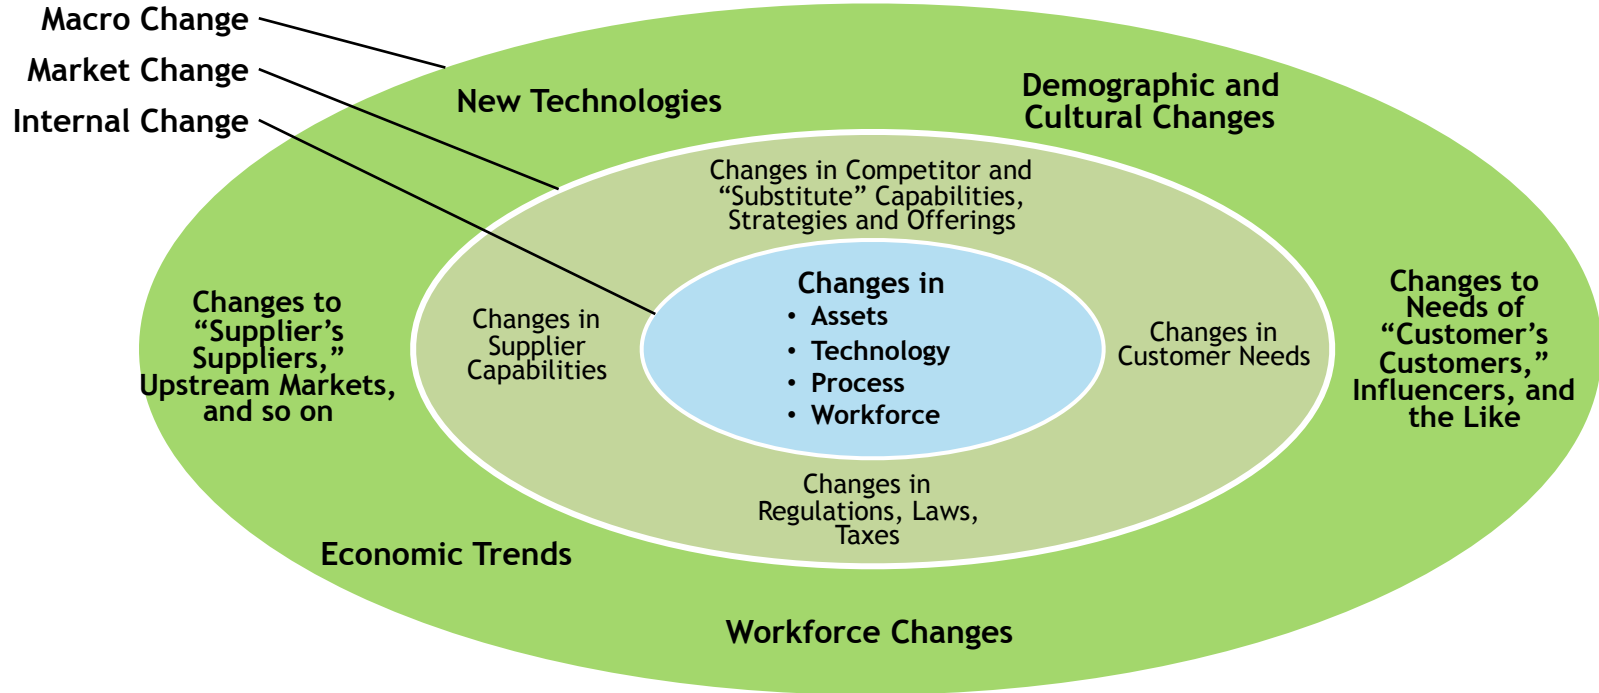 Macro Change
Market Change
Internal Change
New Technologies
Demographic and
Cultural Changes
Changes in Competitor and
“Substitute” Capabilities,
Strategies and Offerings
Changes to
“Supplier’s
Suppliers,”
Upstream Markets,
and so on
Changes in
Supplier
Capabilities
Changes in
• Assets
• Technology
• Process
• Workforce
Changes in
Customer Needs
Changes to
Needs of
“Customer’s
Customers,”
Influencers, and
the Like
Changes in
Regulations, Laws,
Taxes
Economic Trends
Workforce Changes